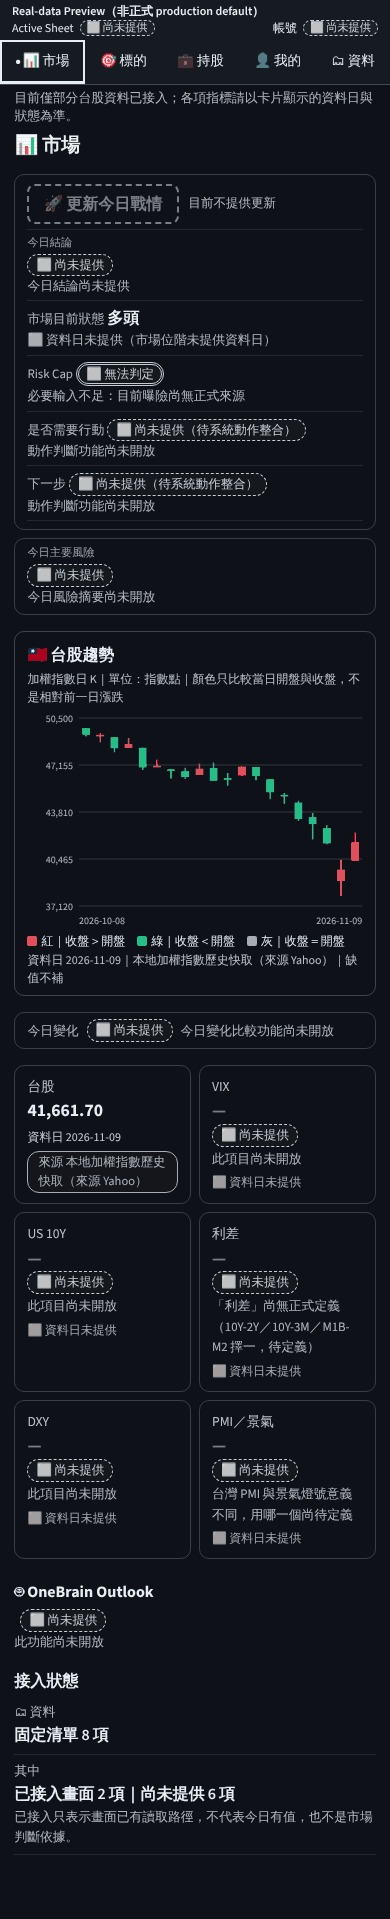 Real-data Preview（非正式 production default）
Active Sheet ⬜ 尚未提供 帳號 ⬜ 尚未提供
📊 市場 🎯 標的 💼 持股 👤 我的 🗂 資料
目前僅部分台股資料已接入；各項指標請以卡片顯示的資料日與
狀態為準。
📊 市場
🚀 更新今日戰情 目前不提供更新
今日結論
⬜ 尚未提供
今日結論尚未提供
市場目前狀態 多頭
⬜ 資料日未提供（市場位階未提供資料日）
Risk Cap ⬜ 無法判定
必要輸入不足：目前曝險尚無正式來源
是否需要行動 ⬜ 尚未提供（待系統動作整合）
動作判斷功能尚未開放
下一步 ⬜ 尚未提供（待系統動作整合）
動作判斷功能尚未開放
今日主要風險
⬜ 尚未提供
今日風險摘要尚未開放
🇹🇼 台股趨勢
加權指數日 K｜單位：指數點｜顏色只比較當日開盤與收盤，不
是相對前一日漲跌
50,500
47,155
43,810
40,465
37,120
2026-10-08 2026-11-09
紅｜收盤＞開盤 綠｜收盤＜開盤 灰｜收盤＝開盤
資料日 2026-11-09｜本地加權指數歷史快取（來源 Yahoo）｜缺
值不補
今日變化 ⬜ 尚未提供 今日變化比較功能尚未開放
台股
41,661.70
資料日 2026-11-09
來源 本地加權指數歷史
快取（來源 Yahoo）
VIX
—
⬜ 尚未提供
此項目尚未開放
⬜ 資料日未提供
US 10Y
—
⬜ 尚未提供
此項目尚未開放
⬜ 資料日未提供
利差
—
⬜ 尚未提供
「利差」尚無正式定義
（10Y-2Y／10Y-3M／M1B-
M2 擇一，待定義）
⬜ 資料日未提供
DXY
—
⬜ 尚未提供
此項目尚未開放
⬜ 資料日未提供
PMI／景氣
—
⬜ 尚未提供
台灣 PMI 與景氣燈號意義
不同，用哪一個尚待定義
⬜ 資料日未提供
OneBrain Outlook
⬜ 尚未提供
此功能尚未開放
接入狀態
🗂 資料
固定清單 8 項
其中
已接入畫面 2 項｜尚未提供 6 項
已接入只表示畫面已有讀取路徑，不代表今日有值，也不是市場
判斷依據。